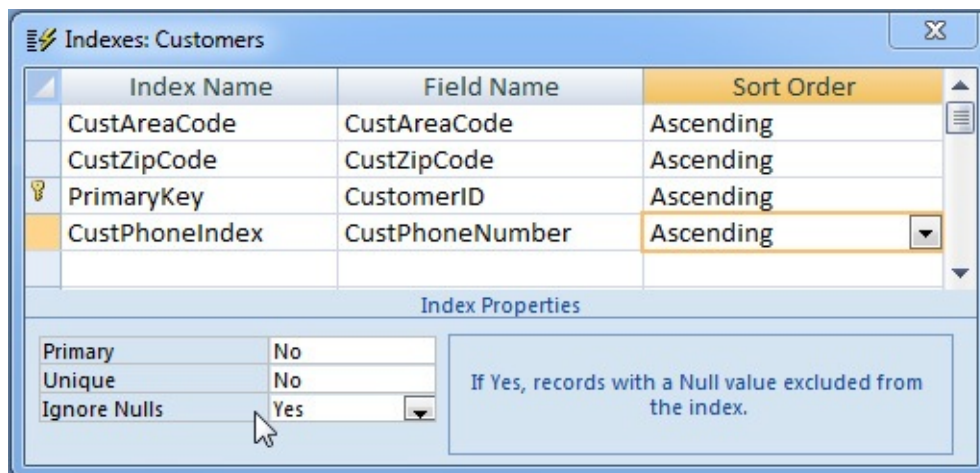 Indexes: Customers
Index Name Field Name Sort Order
CustAreaCode CustAreaCode Ascending
CustZipCode CustZipCode Ascending
PrimaryKey CustomerID Ascending
CustPhoneIndex CustPhoneNumber Ascending
Index Properties
Primary No
Unique No
Ignore Nulls Yes
If Yes, records with a Null value excluded from
the index.